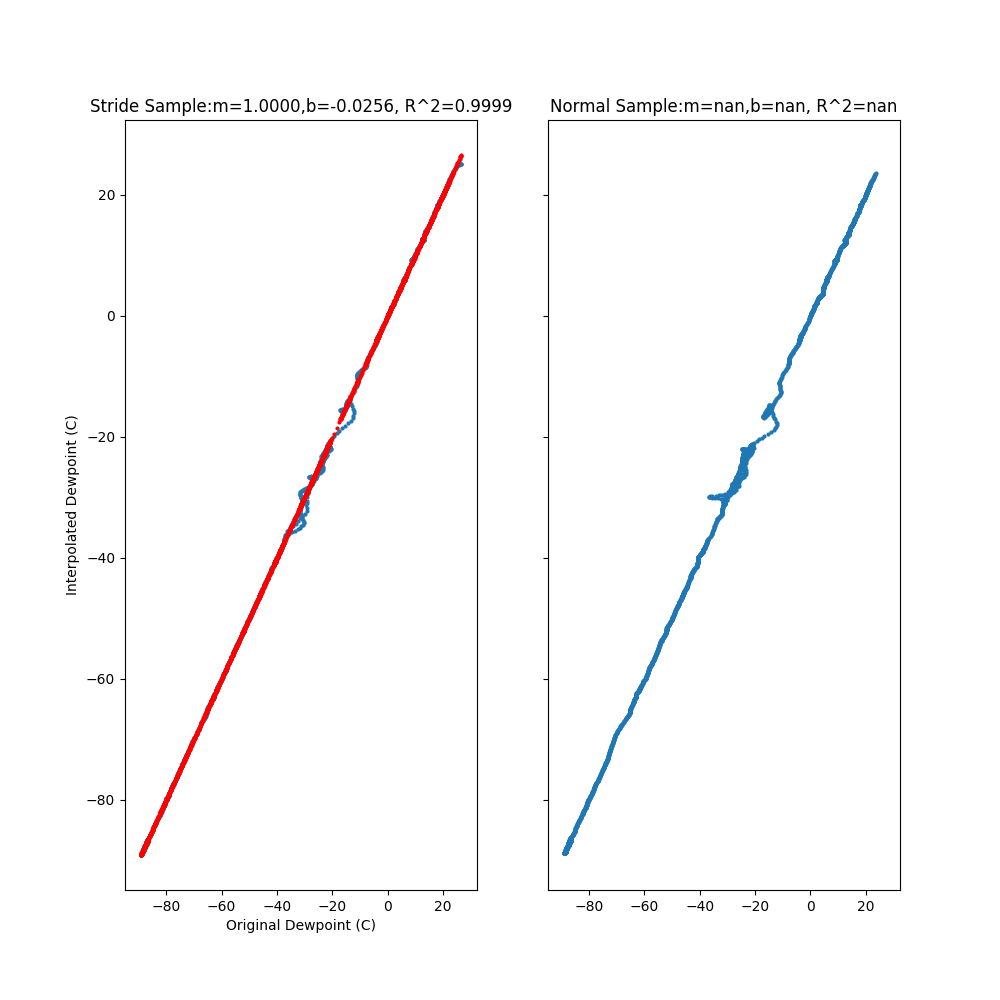 Stride Sample:m=1.0000,b=-0.0256, R^2=0.9999
Normal Sample:m=nan,b=nan, R^2=nan
Interpolated Dewpoint (C)
20
0
−20
−40
−60
−80
−80 −60 −40 −20 0 20
Original Dewpoint (C)
−80 −60 −40 −20 0 20